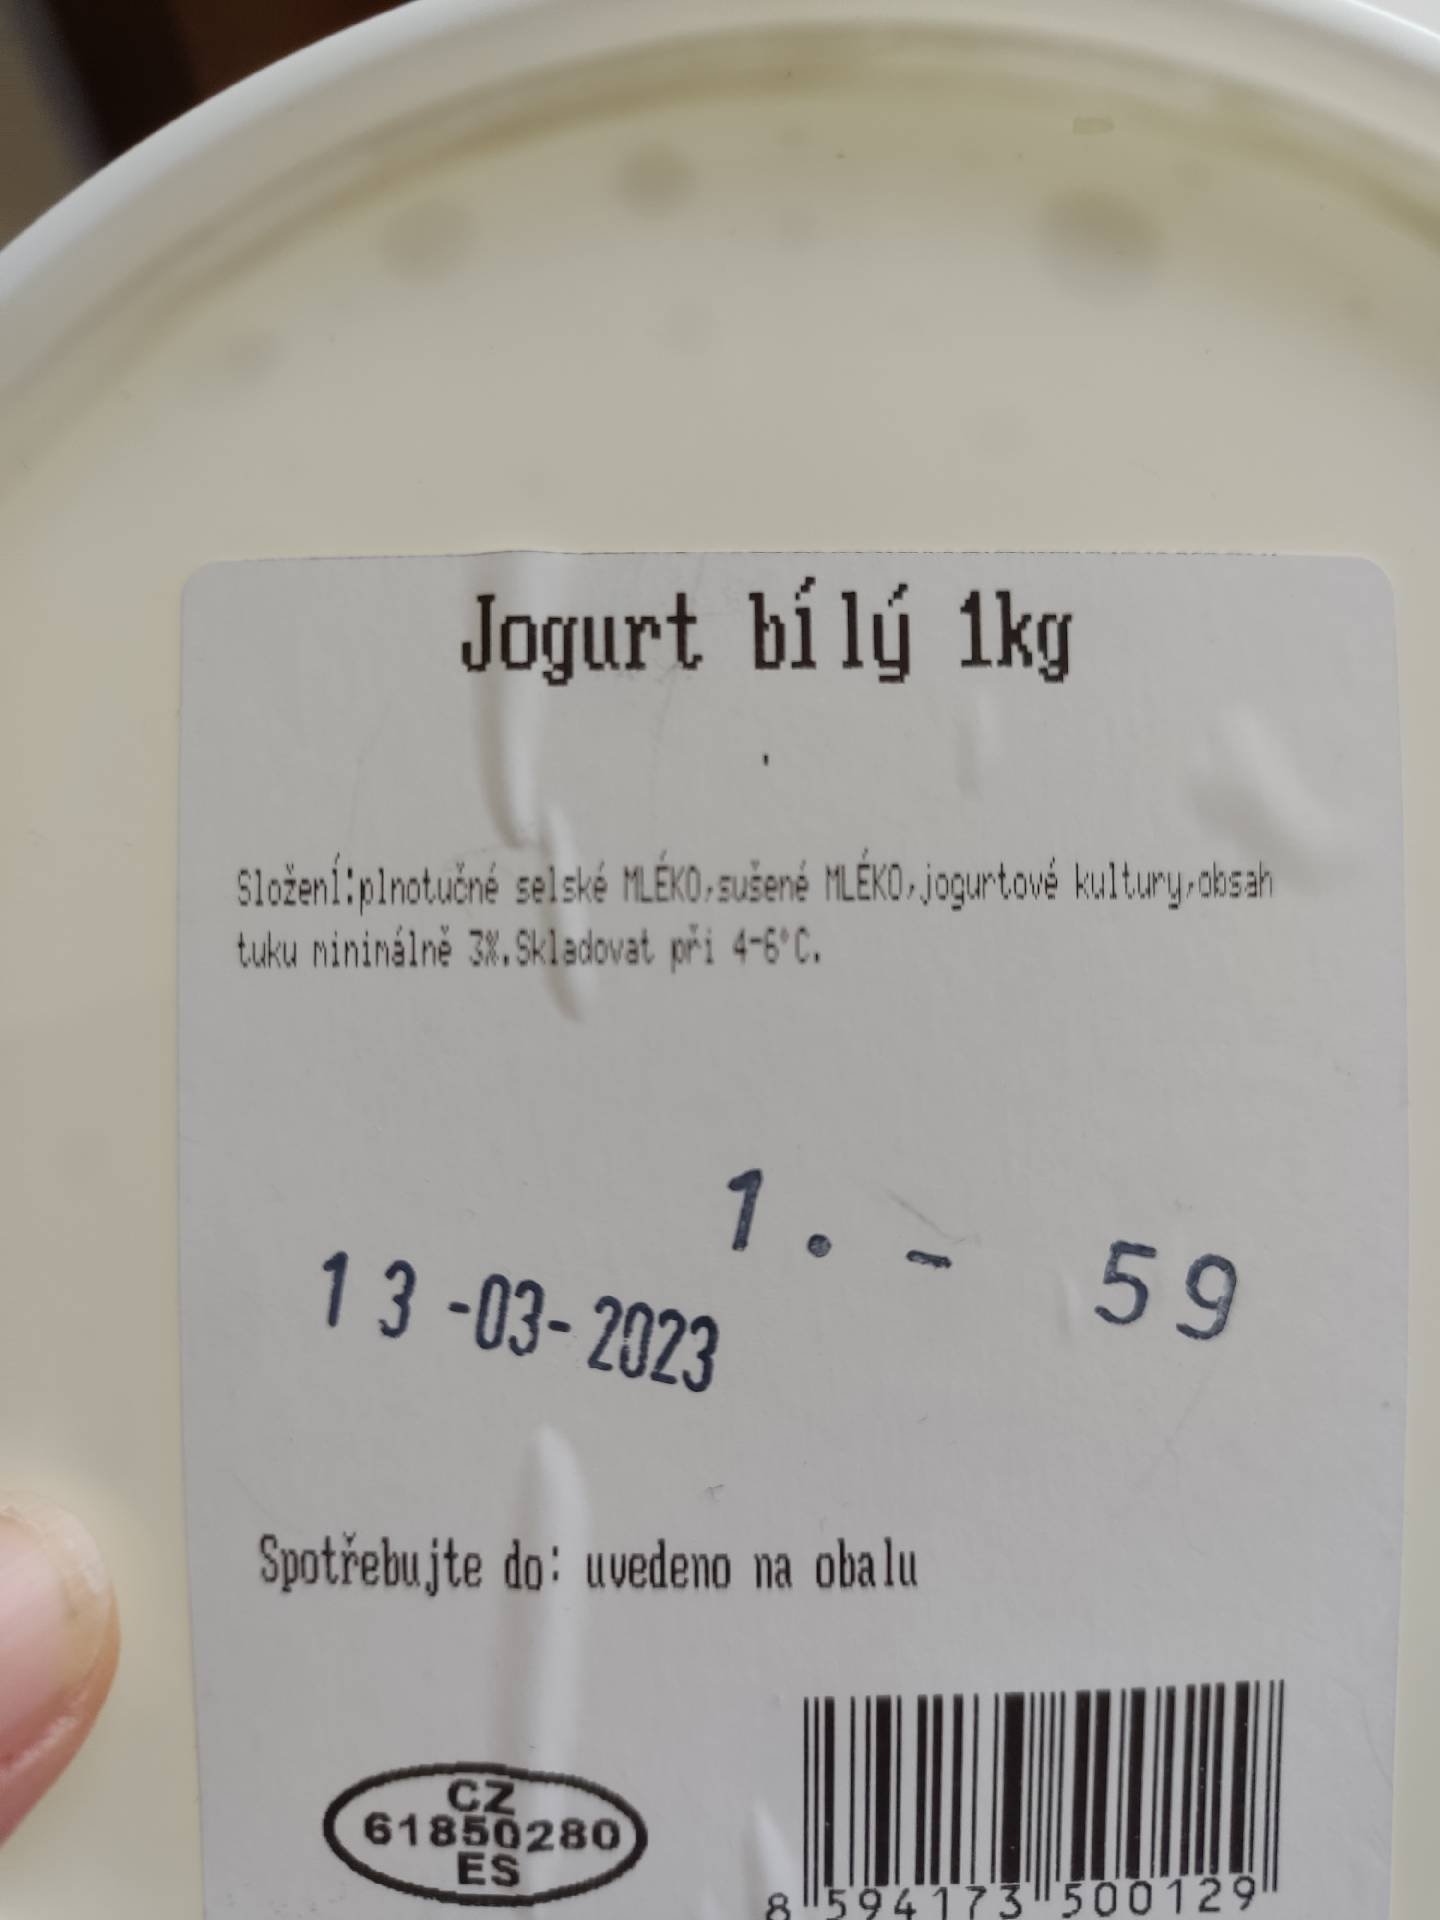 Jogurt bílý 1kg
Složení:plnotučné selské MLÉKO,sušené MLÉKO,jogurtové kultury,obsah
tuku minimálně 3%.Skladovat při 4-6°C.
1. - 59
13-03-2023
Spotřebujte do: uvedeno na obalu
CZ
61850280
ES
8 594173 500129